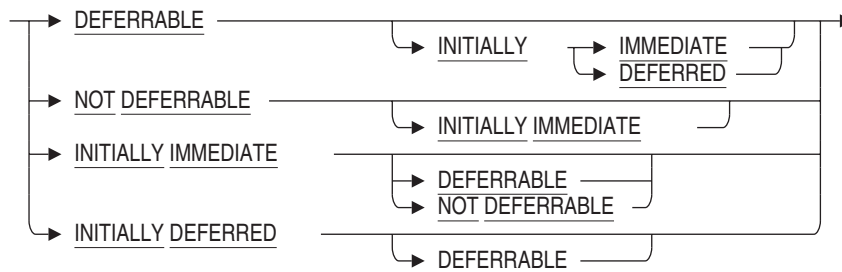 DEFERRABLE
INITIALLY IMMEDIATE
DEFERRED
NOT DEFERRABLE
INITIALLY IMMEDIATE
INITIALLY IMMEDIATE
DEFERRABLE
NOT DEFERRABLE
INITIALLY DEFERRED
DEFERRABLE